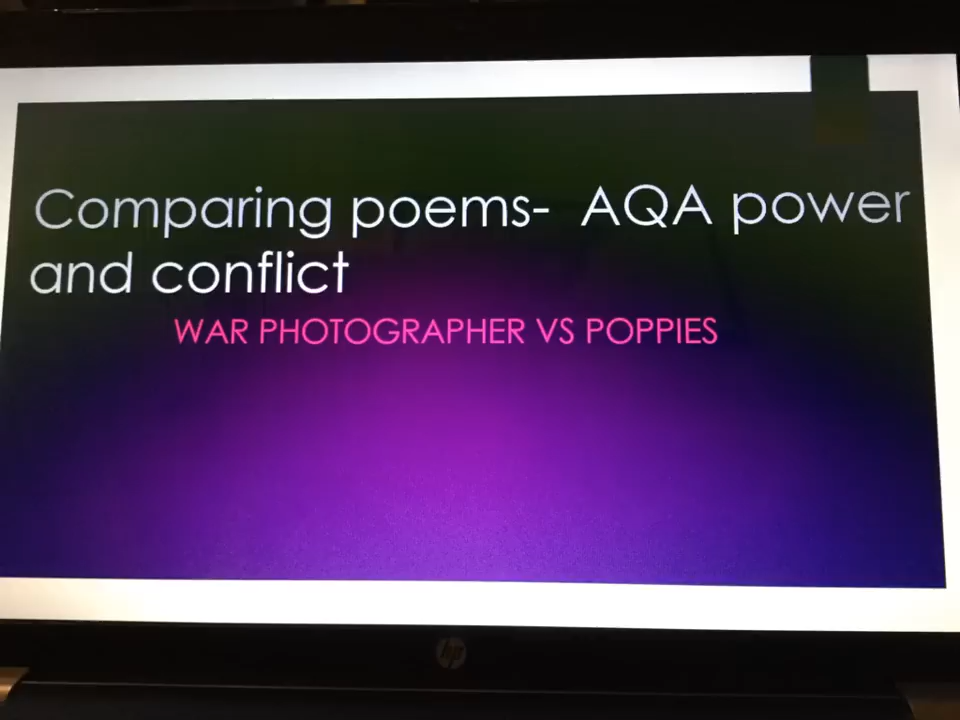 Comparing poems- AQA power
and conflict
WAR PHOTOGRAPHER VS POPPIES
hp